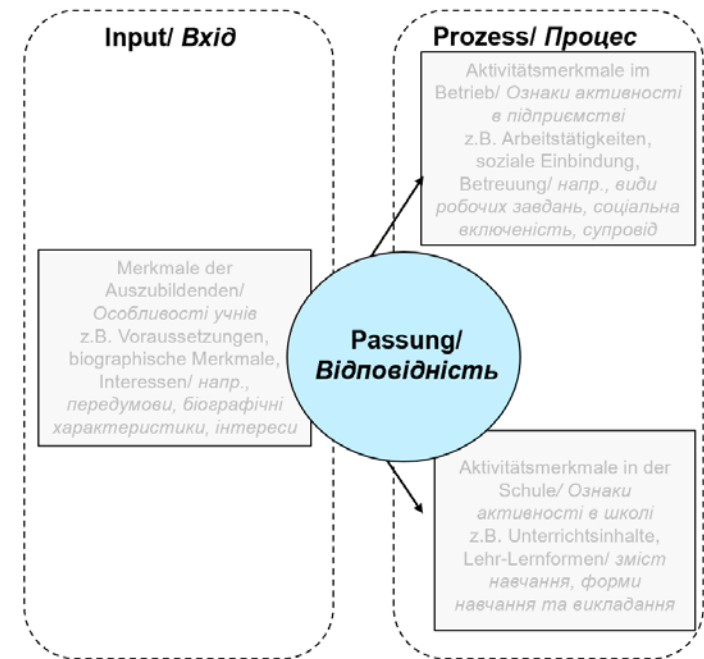 Input/ Вхід
Merkmale der
Auszubildenden/
Особливості учнів
z.B. Voraussetzungen,
biographische Merkmale,
Interessen/ напр.,
передумови, біографічні
характеристики, інтереси
Passung/
Відповідність
Prozess/ Процес
Aktivitätsmerkmale im
Betrieb/ Ознаки активності
в підприємстві
z.B. Arbeitstätigkeiten,
soziale Einbindung,
Betreuung/ напр., види
робочих завдань, соціальна
включеність, супровід
Aktivitätsmerkmale in der
Schule/ Ознаки
активності в школі
z.B. Unterrichtsinhalte,
Lehr-Lernformen/ зміст
навчання, форми
навчання та викладання